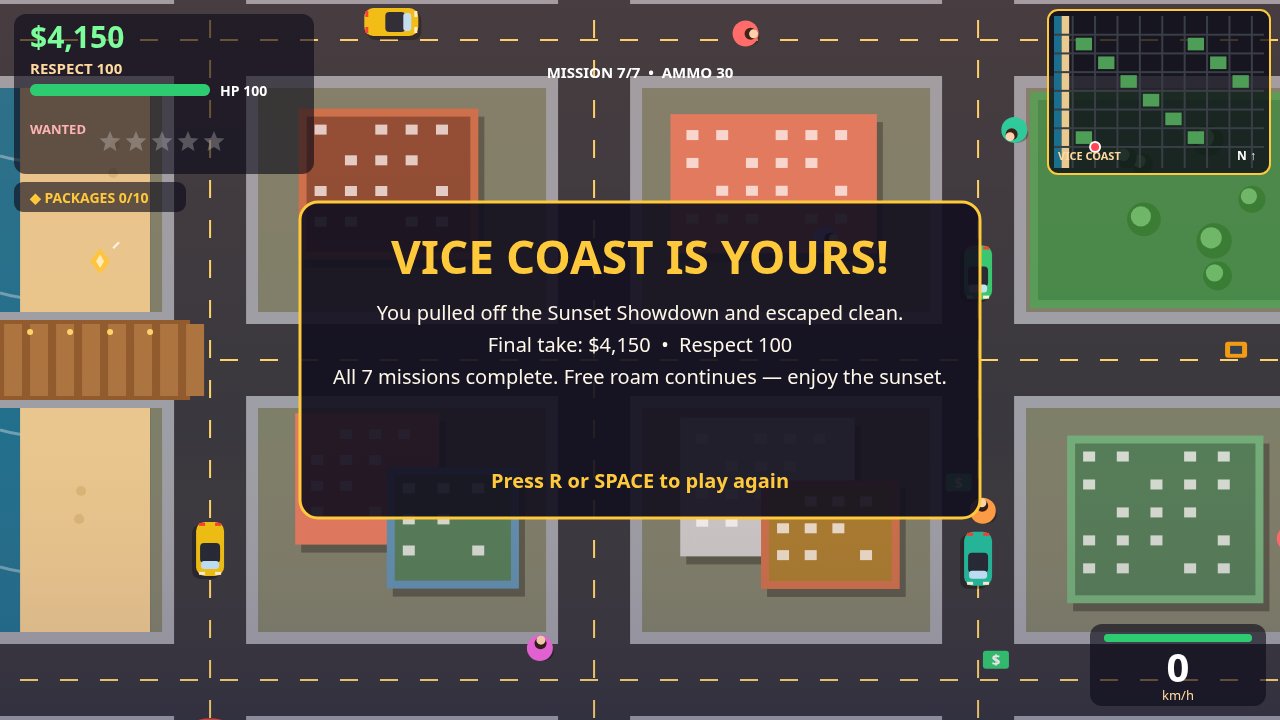 $4,150
RESPECT 100
HP 100
WANTED
◆ PACKAGES 0/10
MISSION 7/7 • AMMO 30
VICE COAST
N ↑
VICE COAST IS YOURS!
You pulled off the Sunset Showdown and escaped clean.
Final take: $4,150 • Respect 100
All 7 missions complete. Free roam continues — enjoy the sunset.
Press R or SPACE to play again
$
$
0
km/h